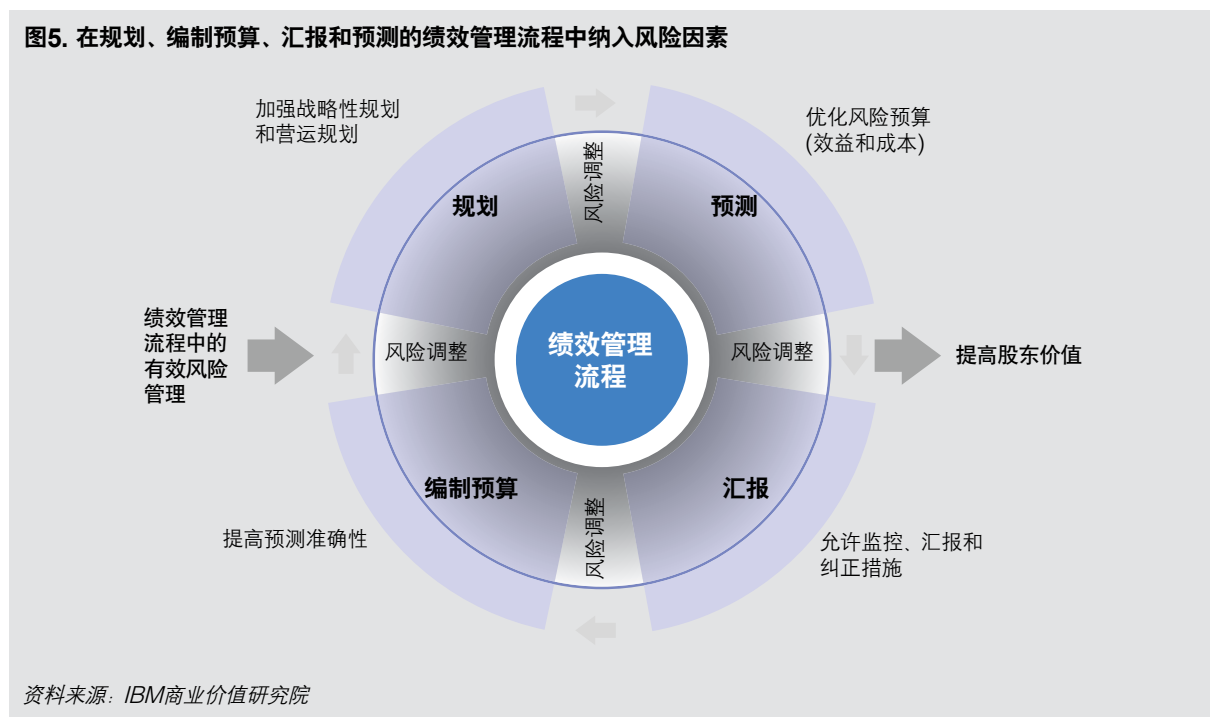 图5. 在规划、编制预算、汇报和预测的绩效管理流程中纳入风险因素
加强战略性规划
和营运规划
优化风险预算
(效益和成本)
风险调整
规划
预测
绩效管理
流程中的
有效风险
管理
风险调整
绩效管理
流程
风险调整
提高股东价值
编制预算
汇报
风险调整
提高预测准确性
允许监控、汇报和
纠正措施
资料来源：IBM商业价值研究院